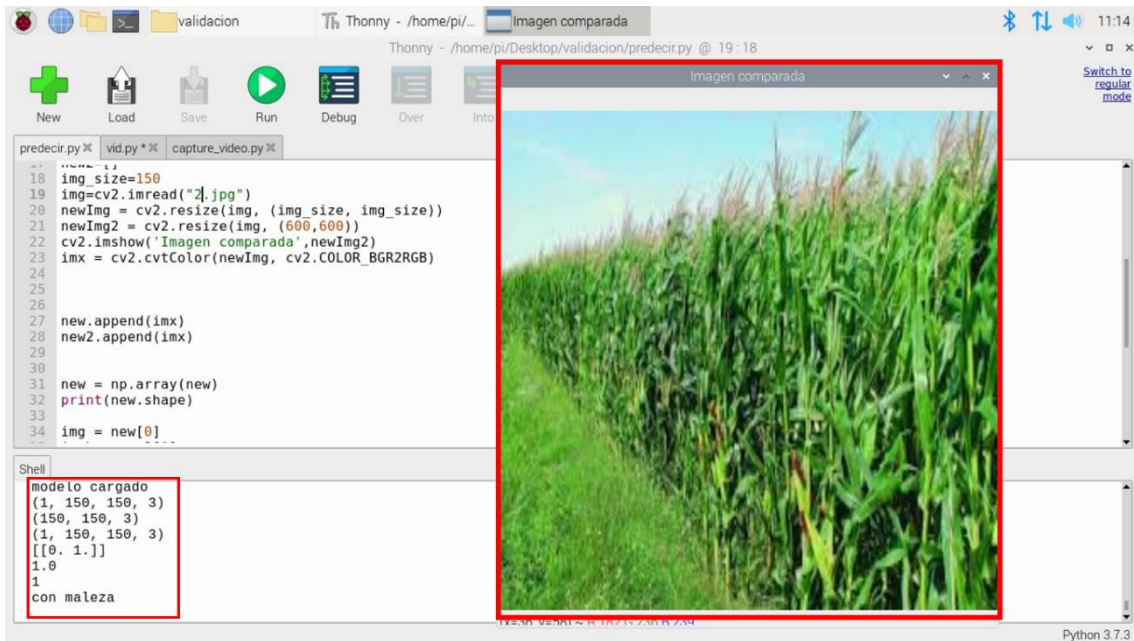 validacion
Thonny - /home/pi/...
Imagen comparada
11:14
Thonny - /home/pi/Desktop/validacion/predecir.py @ 19 : 18
Imagen comparada
Switch to
regular
mode
New
Load
Save
Run
Debug
Over
Into
predecir.py
vid.py *
capture_video.py
18 img_size=150
19 img=cv2.imread("2.jpg")
20 newImg = cv2.resize(img, (img_size, img_size))
21 newImg2 = cv2.resize(img, (600,600))
22 cv2.imshow('Imagen comparada',newImg2)
23 imx = cv2.cvtColor(newImg, cv2.COLOR_BGR2RGB)
24
25
26
27 new.append(imx)
28 new2.append(imx)
29
30
31 new = np.array(new)
32 print(new.shape)
33
34 img = new[0]
Shell
modelo cargado
(1, 150, 150, 3)
(150, 150, 3)
(1, 150, 150, 3)
[[0. 1.]]
1.0
1
con maleza
Python 3.7.3